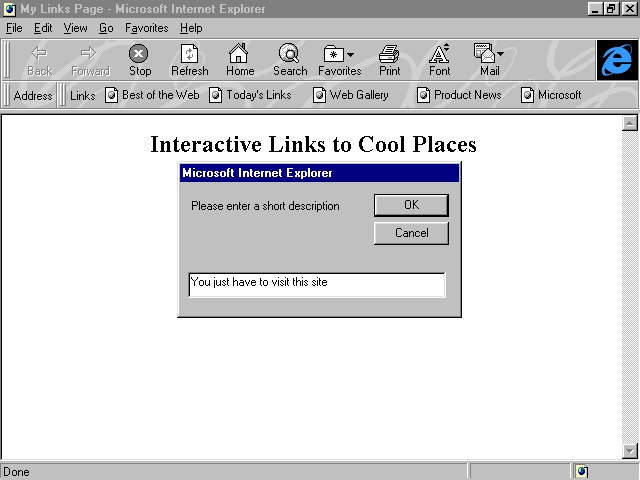 My Links Page - Microsoft Internet Explorer
File Edit View Go Favorites Help
Back Forward Stop Refresh Home Search Favorites Print Font Mail
Address Links Best of the Web Today's Links Web Gallery Product News Microsoft
Interactive Links to Cool Places
Microsoft Internet Explorer
Please enter a short description
OK
Cancel
You just have to visit this site
Done